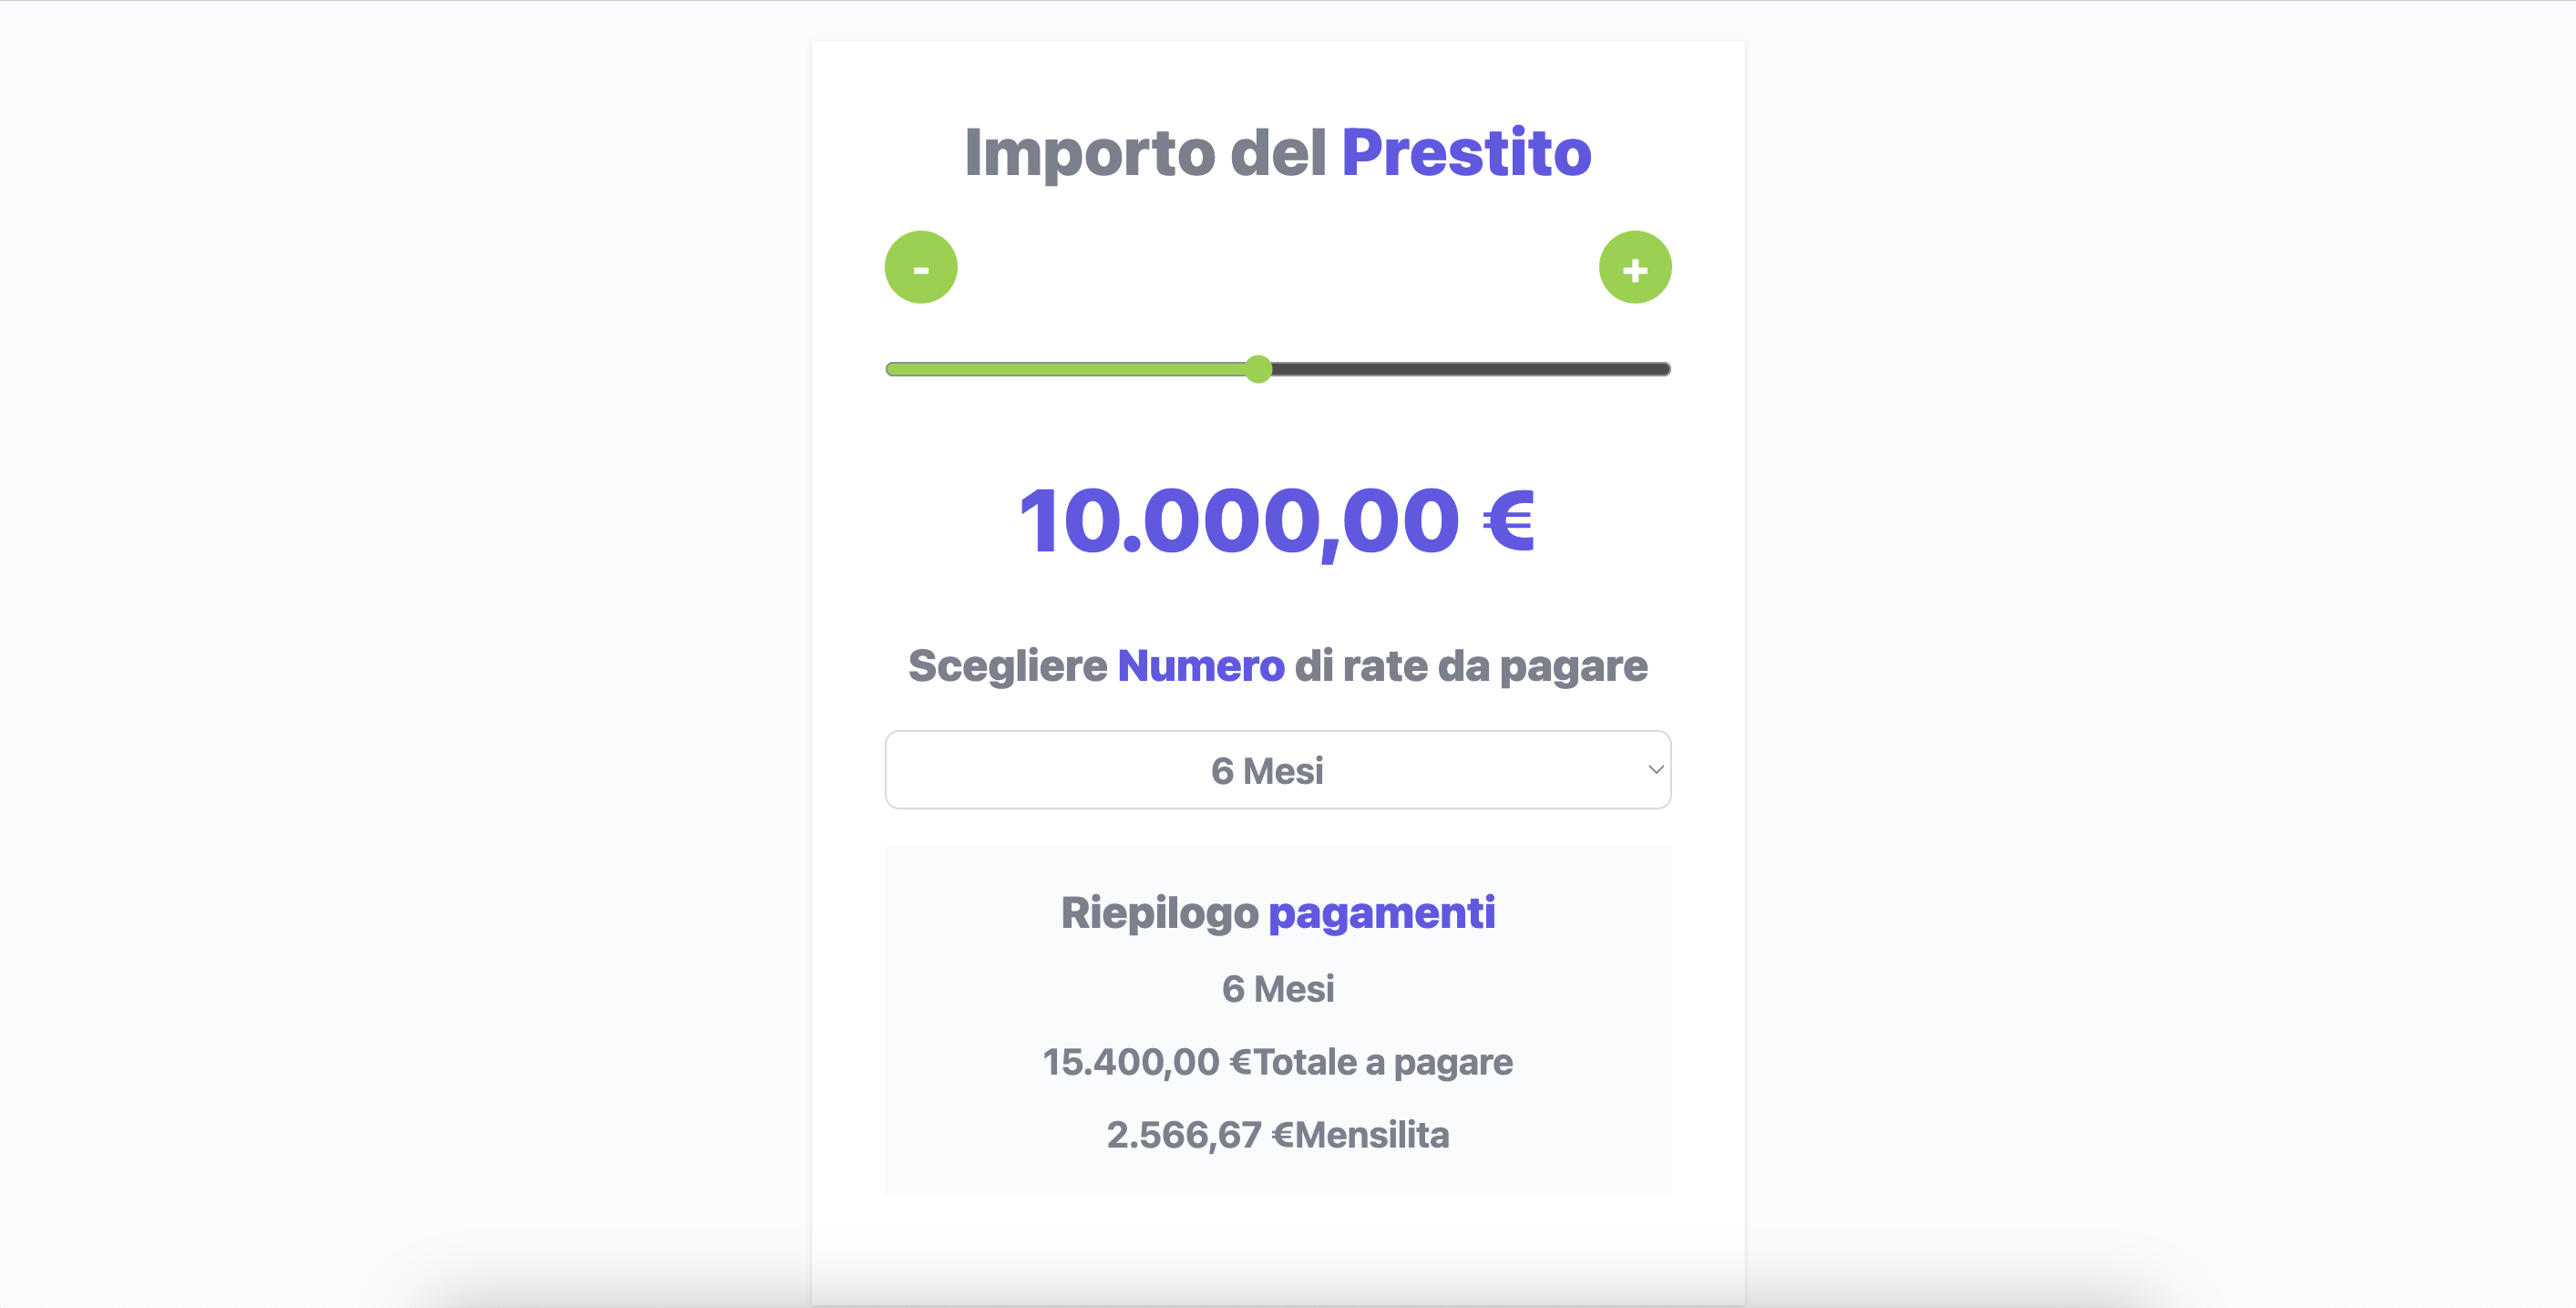 Importo del Prestito
- +
10.000,00 €
Scegliere Numero di rate da pagare
6 Mesi
Riepilogo pagamenti
6 Mesi
15.400,00 €Totale a pagare
2.566,67 €Mensilita